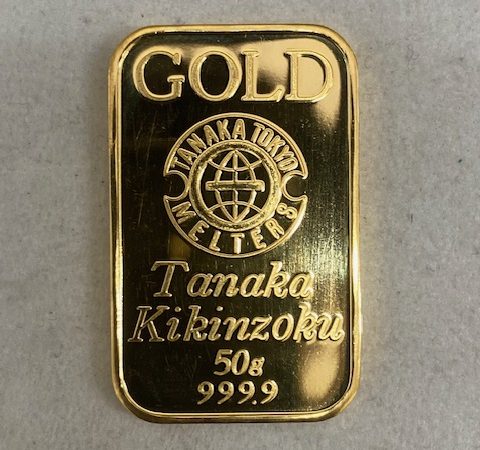 GOLD
TANAKA TOKYO
MELTERS
Tanaka
Kikinzoku
50g
999.9